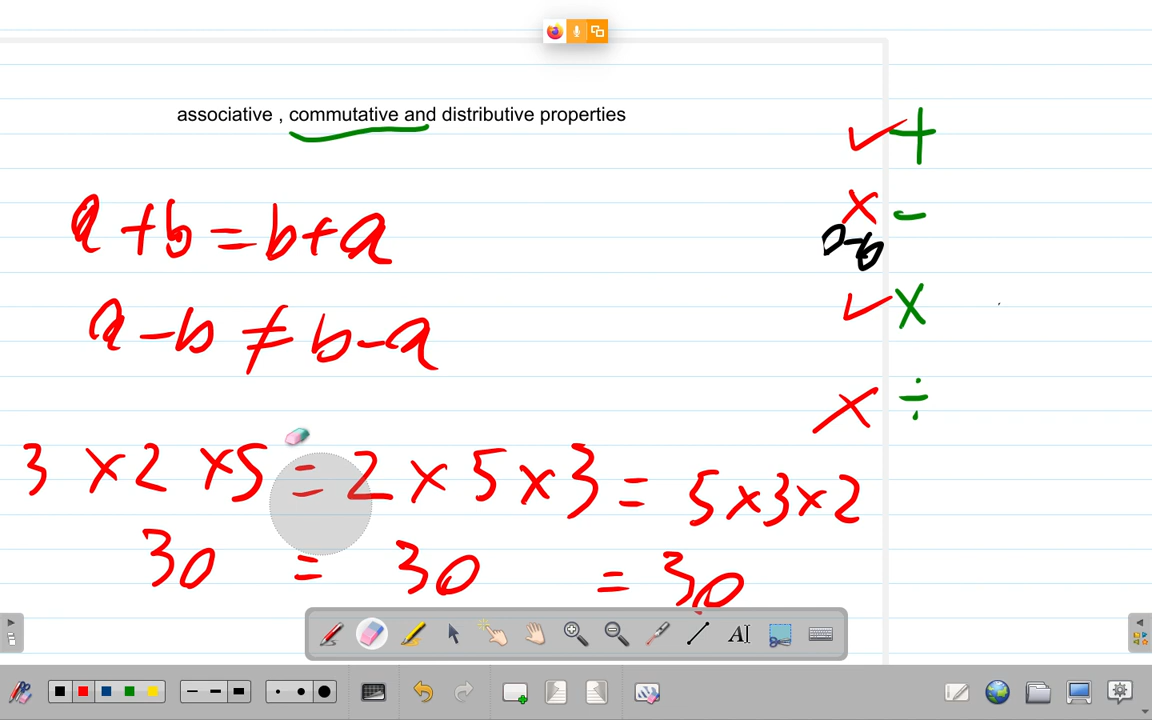 associative , commutative and distributive properties
✓ +
a + b = b + a
× -
a-b
a - b ≠ b - a
✓ ×
× ÷
3 × 2 × 5 = 2 × 5 × 3 = 5 × 3 × 2
30 = 30 = 30